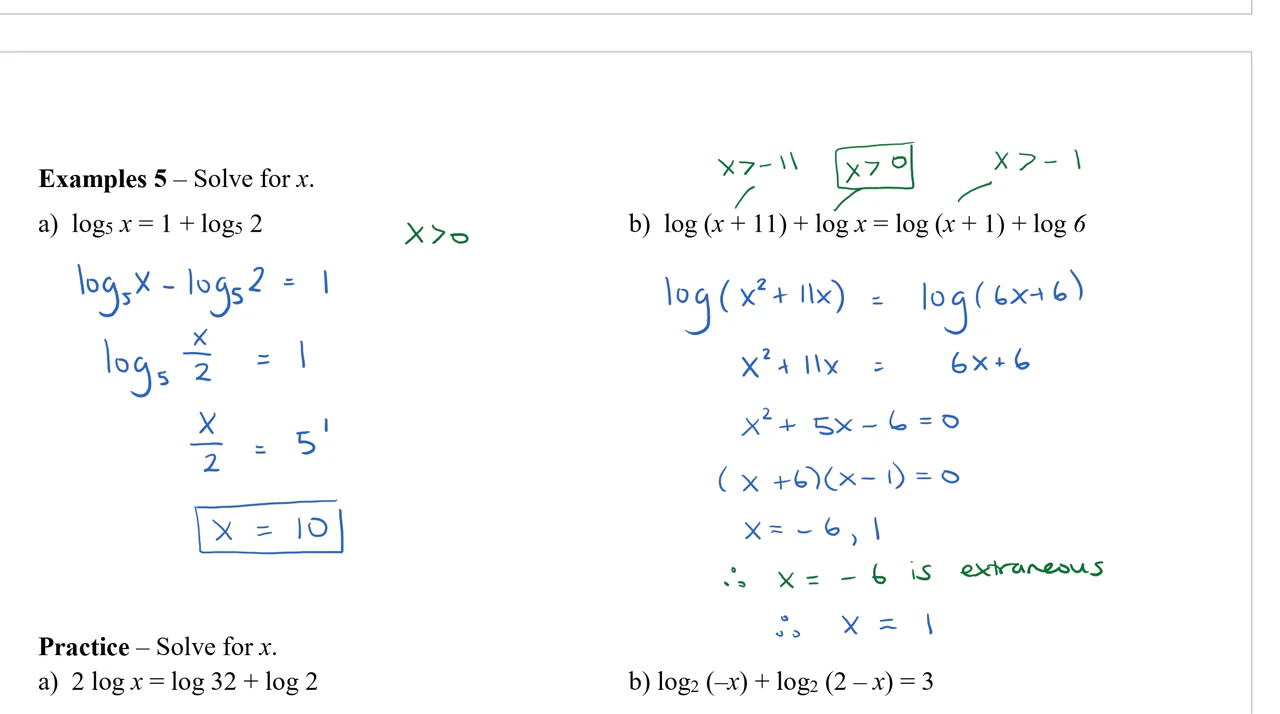 Examples 5 – Solve for x.
a) log₅ x = 1 + log₅ 2
x > 0
log₅x - log₅2 = 1
log₅ x/2 = 1
x/2 = 5¹
x = 10
x > -11 x > 0 x > -1
b) log (x + 11) + log x = log (x + 1) + log 6
log(x² + 11x) = log(6x+6)
x² + 11x = 6x+6
x² + 5x - 6 = 0
(x +6)(x - 1) = 0
x = -6, 1
∴ x = -6 is extraneous
∴ x = 1
Practice – Solve for x.
a) 2 log x = log 32 + log 2
b) log₂ (–x) + log₂ (2 – x) = 3